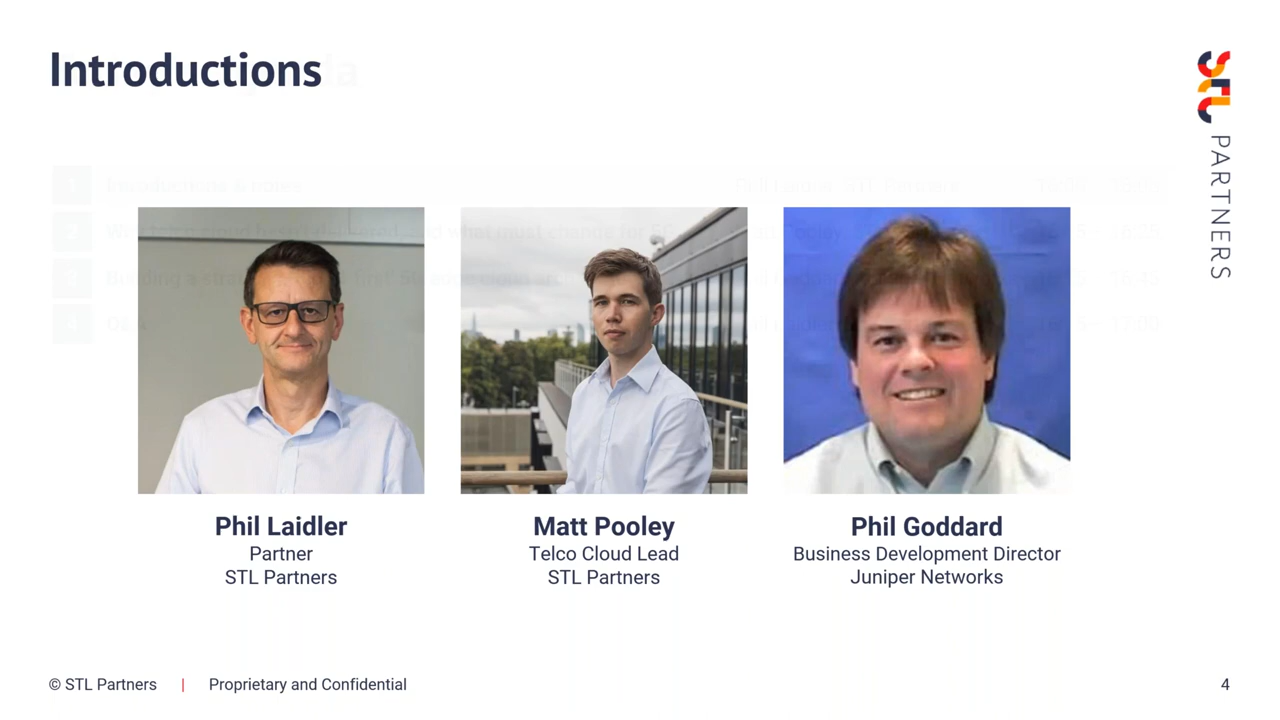 Introductions
STL
PARTNERS
Phil Laidler
Partner
STL Partners
Matt Pooley
Telco Cloud Lead
STL Partners
Phil Goddard
Business Development Director
Juniper Networks
© STL Partners | Proprietary and Confidential
4